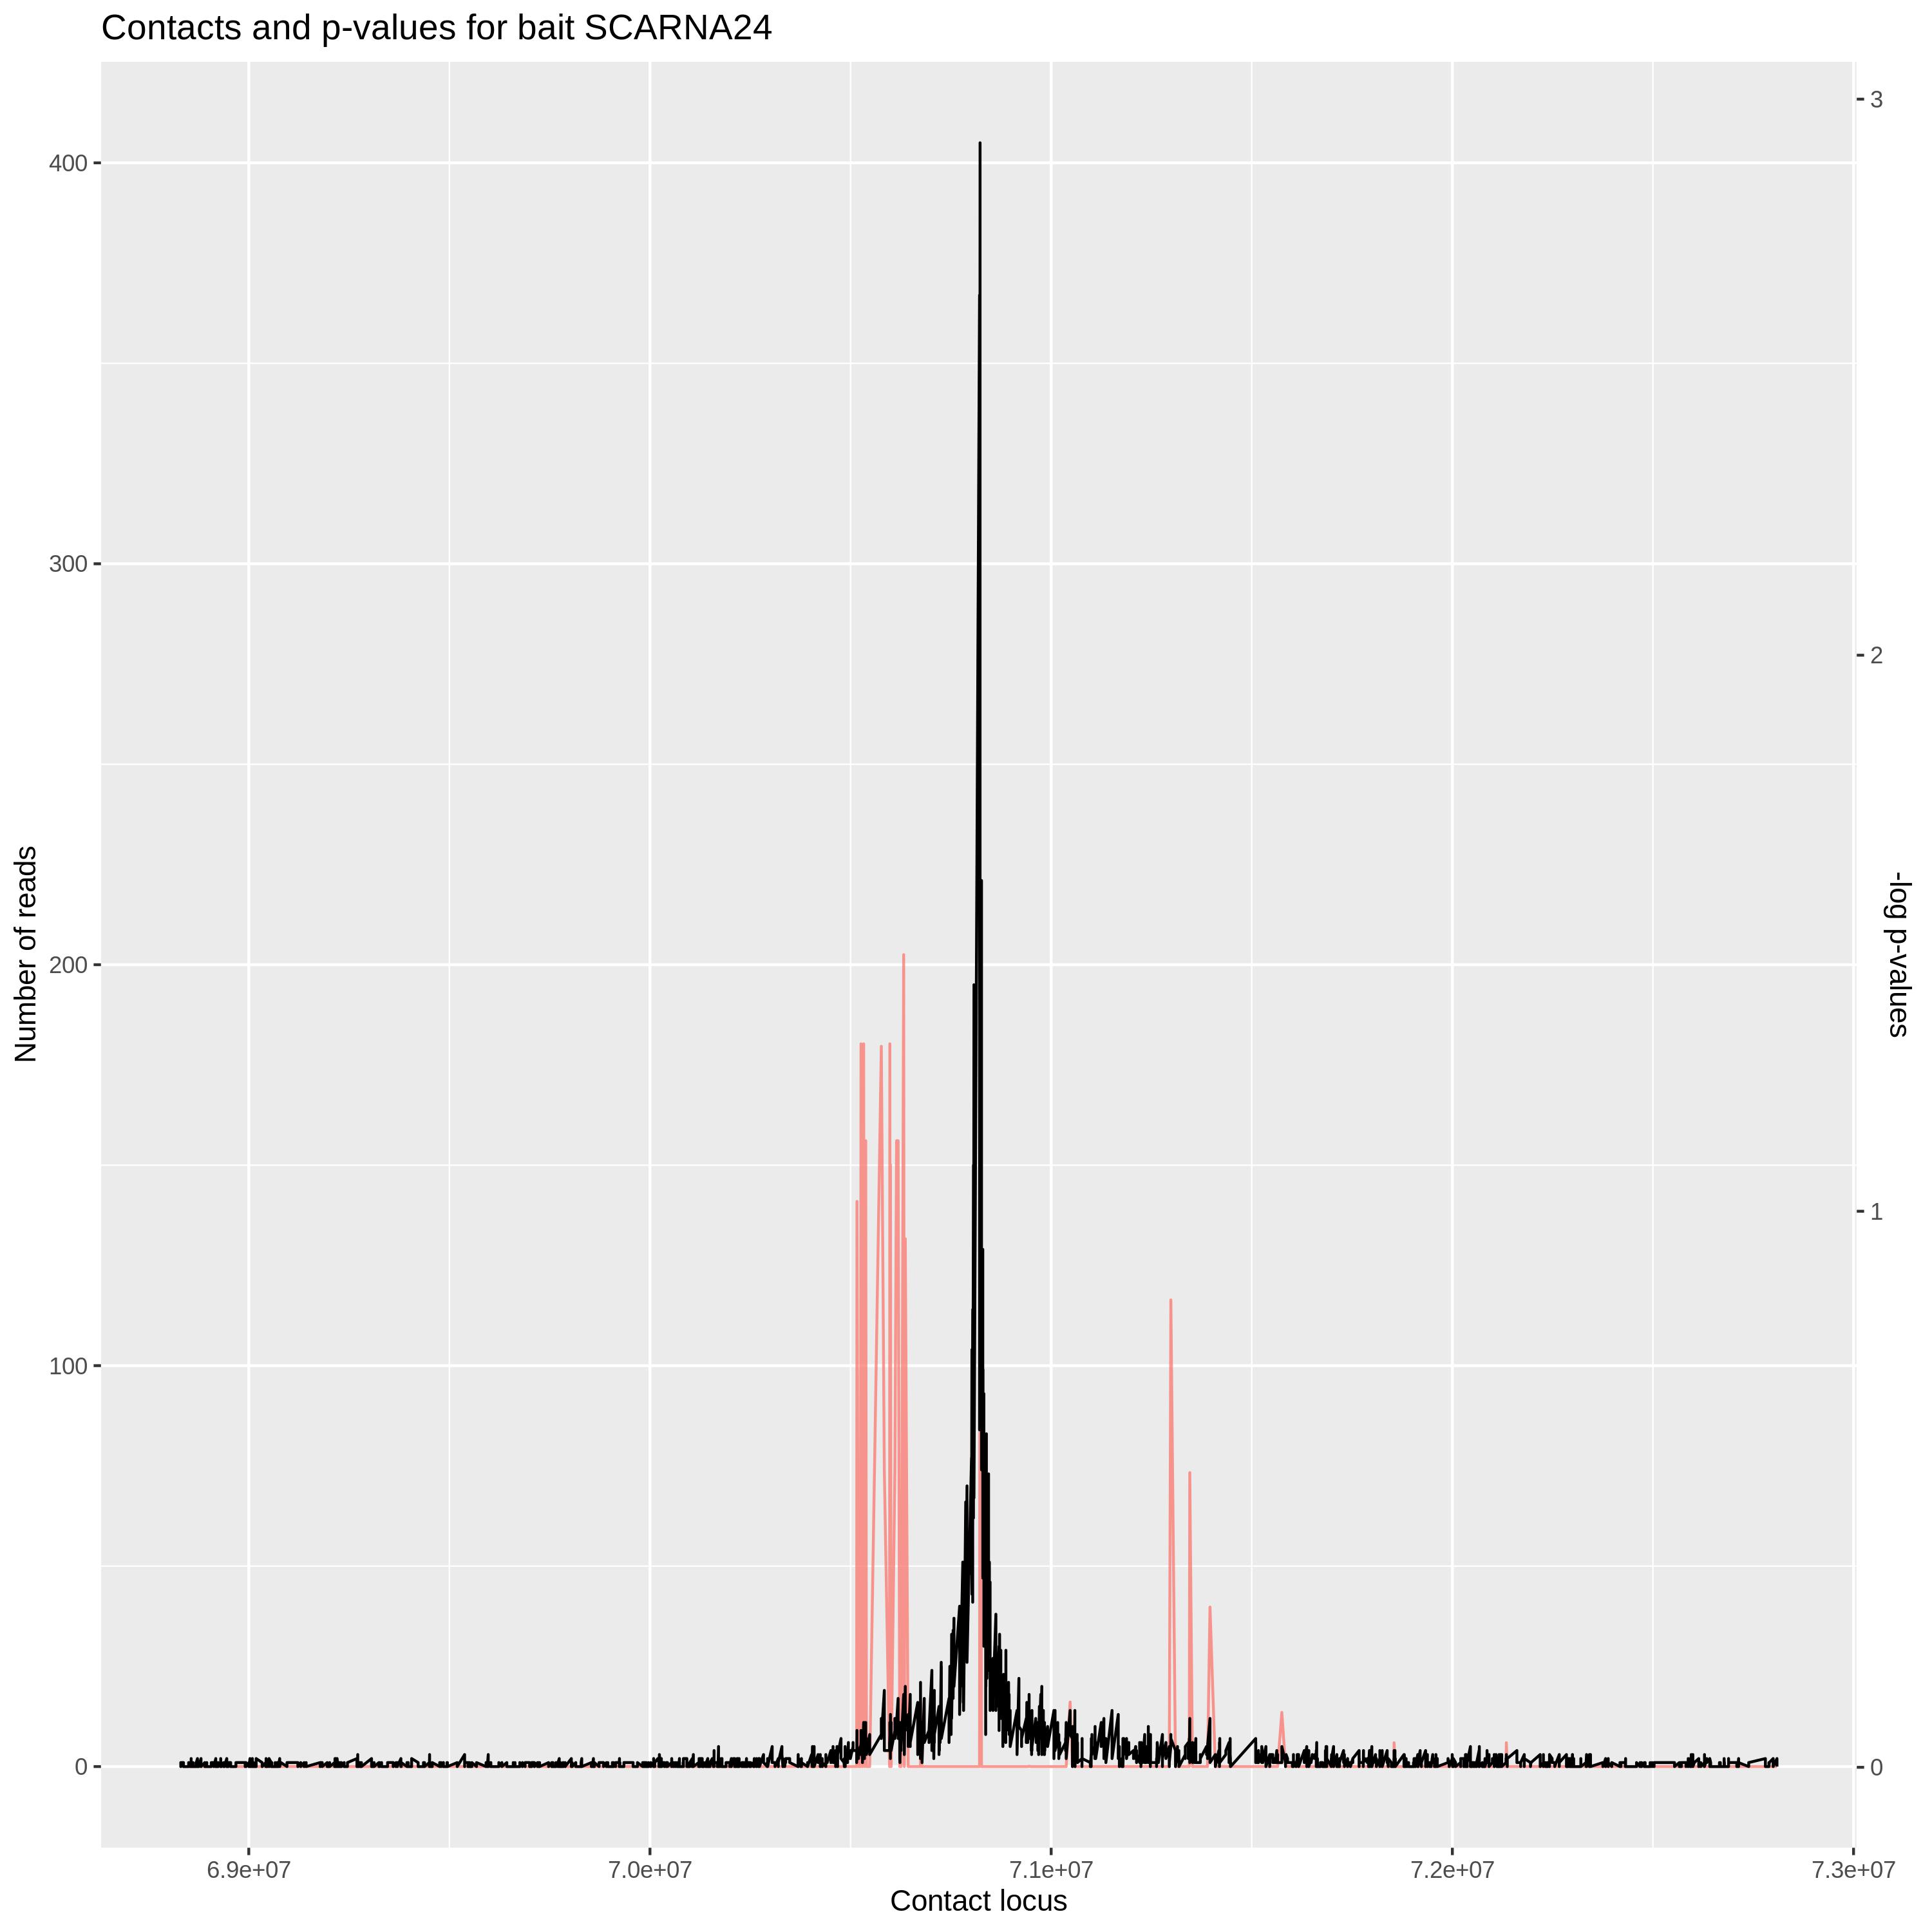 Contacts and p-values for bait SCARNA24
400
300
200
100
0
Number of reads
3
2
1
0
-log p-values
6.9e+07
7.0e+07
7.1e+07
7.2e+07
7.3e+07
Contact locus